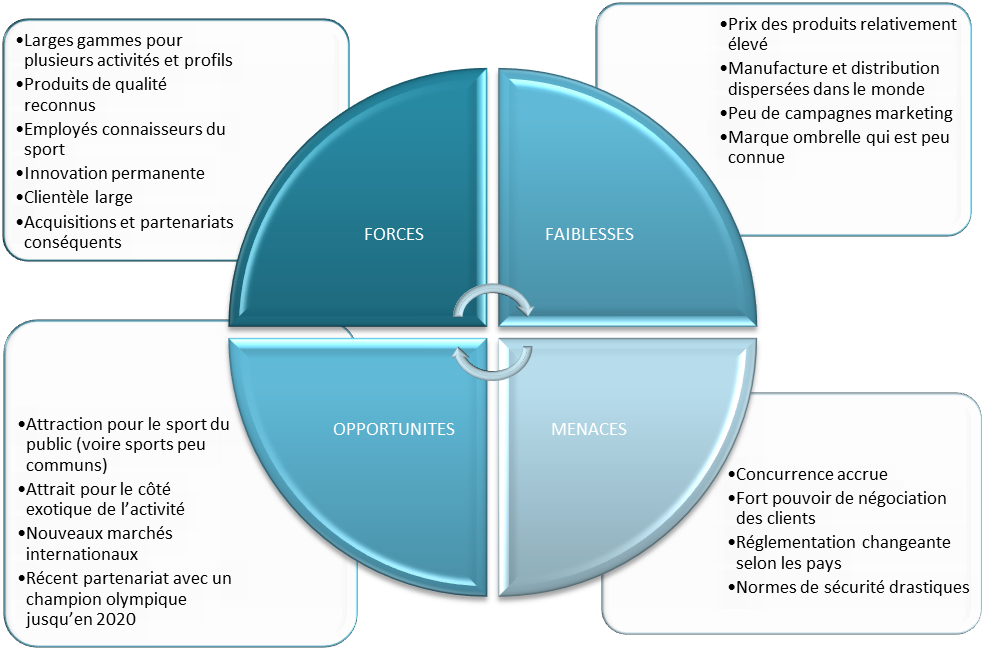 •Larges gammes pour
plusieurs activités et profils
•Produits de qualité
reconnus
•Employés connaisseurs du
sport
•Innovation permanente
•Clientèle large
•Acquisitions et partenariats
conséquents
•Prix des produits relativement
élevé
•Manufacture et distribution
dispersées dans le monde
•Peu de campagnes marketing
•Marque ombrelle qui est peu
connue
FORCES
FAIBLESSES
OPPORTUNITES
MENACES
•Attraction pour le sport du
public (voire sports peu
communs)
•Attrait pour le côté
exotique de l’activité
•Nouveaux marchés
internationaux
•Récent partenariat avec un
champion olympique
jusqu’en 2020
•Concurrence accrue
•Fort pouvoir de négociation
des clients
•Réglementation changeante
selon les pays
•Normes de sécurité drastiques